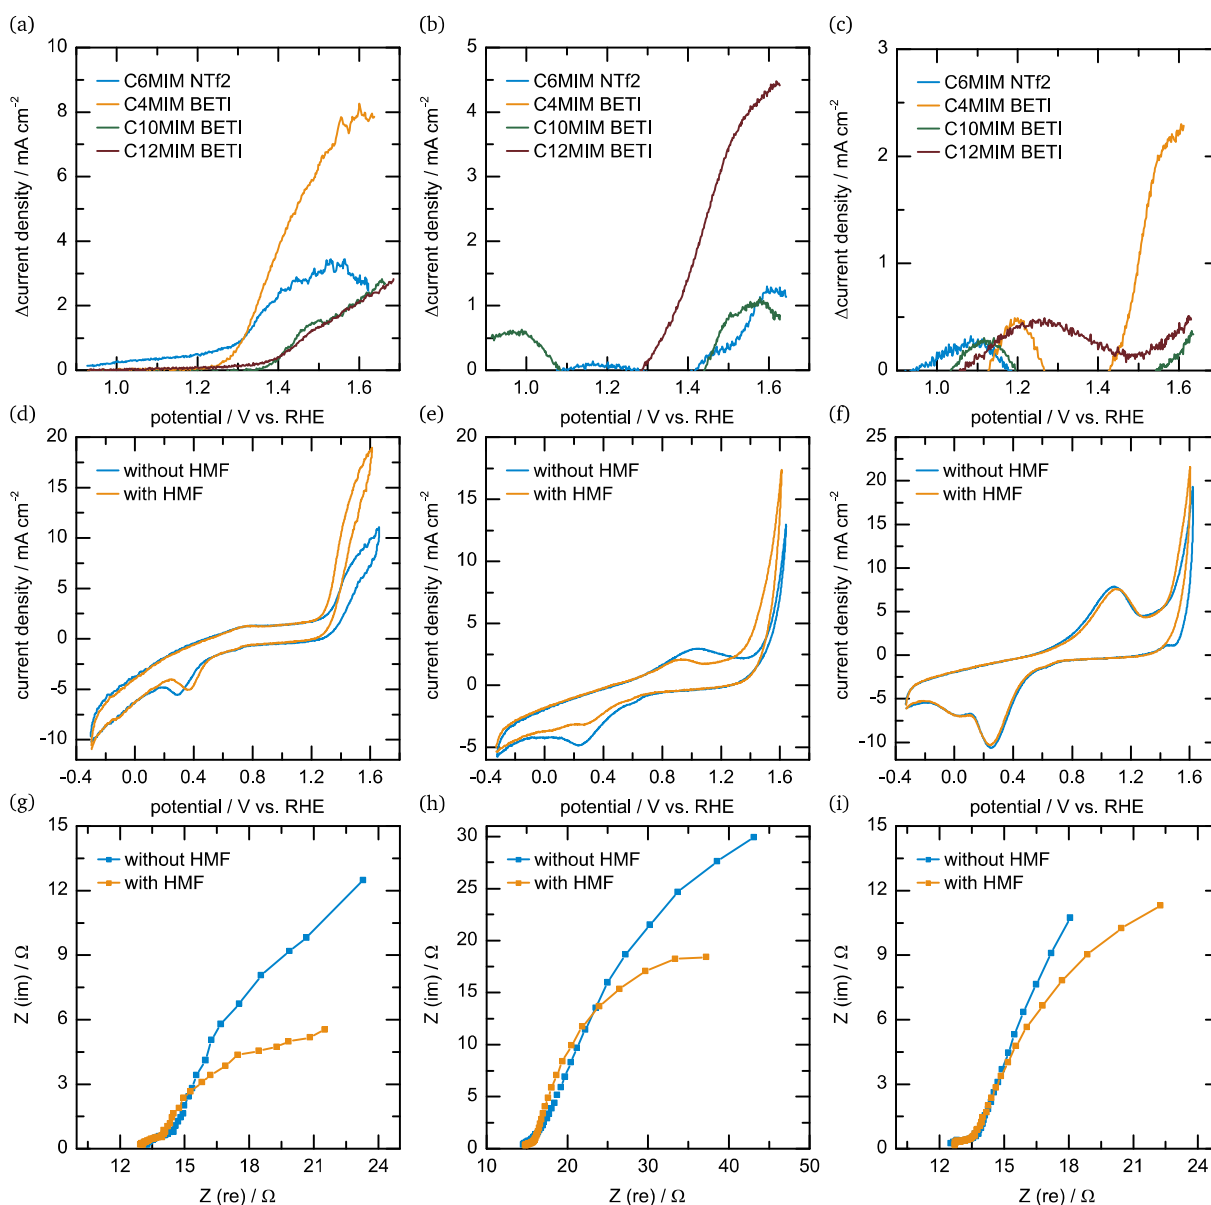 (a)
(b)
(c)
10
8
6
4
2
0
Δcurrent density / mA cm⁻²
C6MIM NTf2
C4MIM BETI
C10MIM BETI
C12MIM BETI
1.0 1.2 1.4 1.6
potential / V vs. RHE
5
4
3
2
1
0
Δcurrent density / mA cm⁻²
C6MIM NTf2
C4MIM BETI
C10MIM BETI
C12MIM BETI
1.0 1.2 1.4 1.6
potential / V vs. RHE
3
2
1
0
Δcurrent density / mA cm⁻²
C6MIM NTf2
C4MIM BETI
C10MIM BETI
C12MIM BETI
1.0 1.2 1.4 1.6
potential / V vs. RHE
(d)
(e)
(f)
20
15
10
5
0
-5
-10
current density / mA cm⁻²
without HMF
with HMF
-0.4 0.0 0.4 0.8 1.2 1.6
potential / V vs. RHE
20
15
10
5
0
-5
current density / mA cm⁻²
without HMF
with HMF
-0.4 0.0 0.4 0.8 1.2 1.6
potential / V vs. RHE
25
20
15
10
5
0
-5
-10
current density / mA cm⁻²
without HMF
with HMF
-0.4 0.0 0.4 0.8 1.2 1.6
potential / V vs. RHE
(g)
(h)
(i)
15
12
9
6
3
0
Z (im) / Ω
without HMF
with HMF
12 15 18 21 24
Z (re) / Ω
30
25
20
15
10
5
0
Z (im) / Ω
without HMF
with HMF
10 20 30 40 50
Z (re) / Ω
15
12
9
6
3
0
Z (im) / Ω
without HMF
with HMF
12 15 18 21 24
Z (re) / Ω